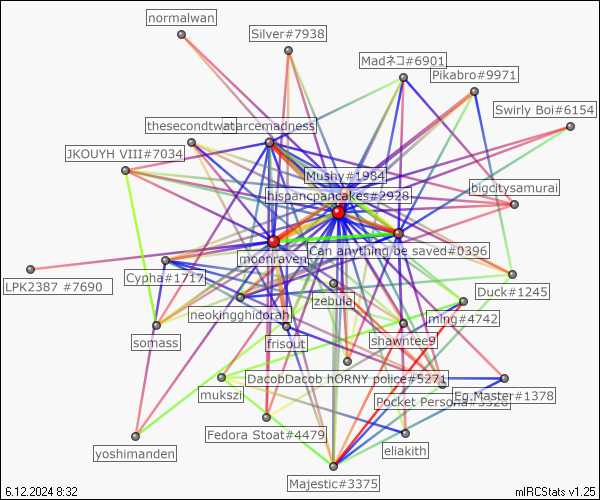 normalwan
Silver#7938
Madネコ#6901
Pikabro#9971
Swirly Boi#6154
thesecondtwat
arcemadness
JKOUYH VIII#7034
Mushy#1984
hispancpancakes#2928
bigcitysamurai
Can anything be saved#0396
moonraven
LPK2387 #7690
Cypha#1717
zebula
Duck#1245
neokingghidorah
ming#4742
somass
frisout
shawntee9
DacobDacob hORNY police#5271
mukszi
Pocket Persona#5526
Eg.Master#1378
Fedora Stoat#4479
eliakith
yoshimanden
Majestic#3375
6.12.2024 8:32
mIRCStats v1.25